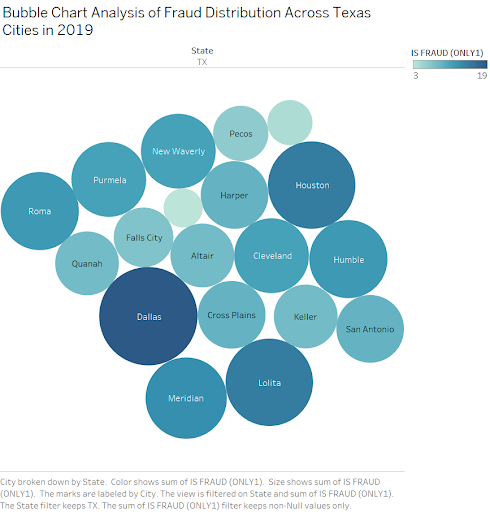 Bubble Chart Analysis of Fraud Distribution Across Texas
Cities in 2019
State
TX
IS FRAUD (ONLY1)
3 19
Pecos
New Waverly
Purmela
Harper
Houston
Roma
Falls City
Quanah
Altair
Cleveland
Humble
Dallas
Cross Plains
Keller
San Antonio
Meridian
Lolita
City broken down by State. Color shows sum of IS FRAUD (ONLY1). Size shows sum of IS FRAUD
(ONLY1). The marks are labeled by City. The view is filtered on State and sum of IS FRAUD (ONLY1).
The State filter keeps TX. The sum of IS FRAUD (ONLY1) filter keeps non-Null values only.